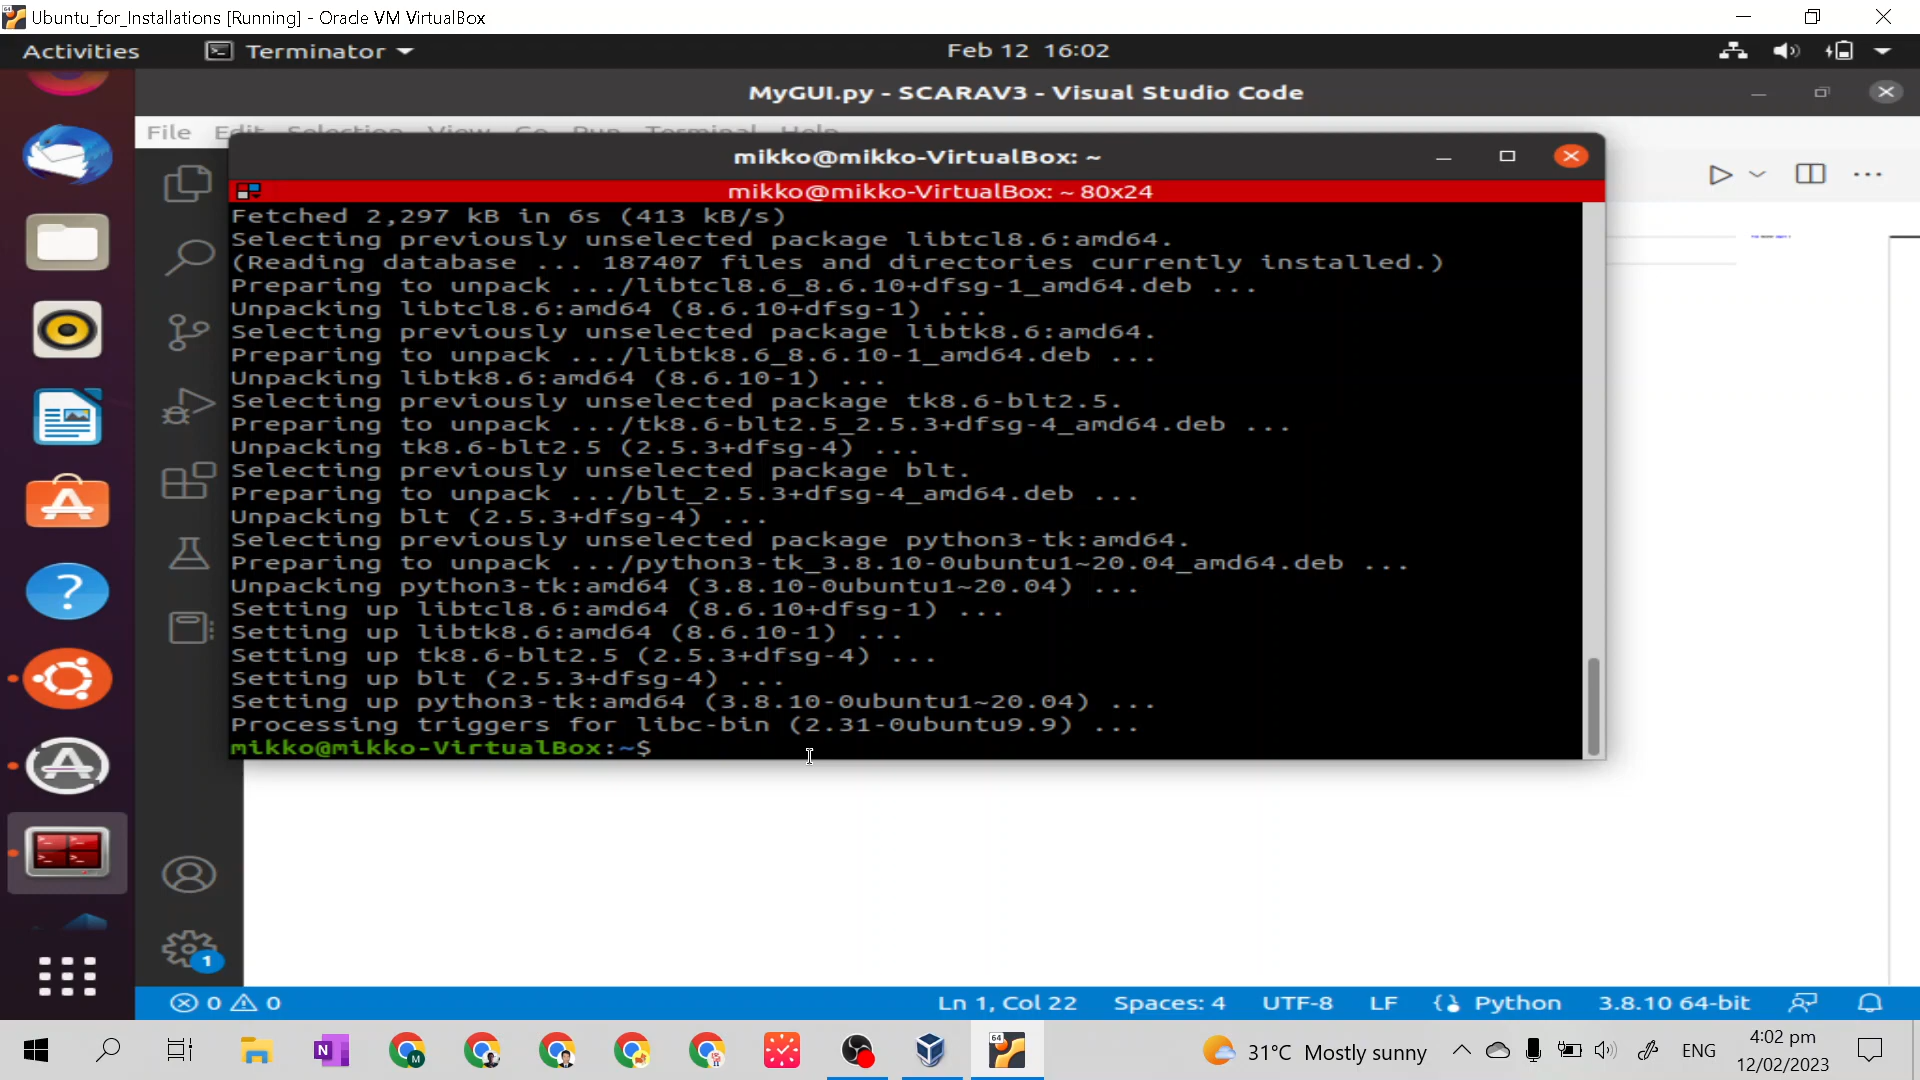 Ubuntu_for_Installations [Running] - Oracle VM VirtualBox
Activities
Terminator
Feb 12 16:02
MyGUI.py - SCARAV3 - Visual Studio Code
File Edit Selection View Go Run Terminal Help
mikko@mikko-VirtualBox: ~
mikko@mikko-VirtualBox: ~ 80x24
Fetched 2,297 kB in 6s (413 kB/s)
Selecting previously unselected package libtcl8.6:amd64.
(Reading database ... 187407 files and directories currently installed.)
Preparing to unpack .../libtcl8.6_8.6.10+dfsg-1_amd64.deb ...
Unpacking libtcl8.6:amd64 (8.6.10+dfsg-1) ...
Selecting previously unselected package libtk8.6:amd64.
Preparing to unpack .../libtk8.6_8.6.10-1_amd64.deb ...
Unpacking libtk8.6:amd64 (8.6.10-1) ...
Selecting previously unselected package tk8.6-blt2.5.
Preparing to unpack .../tk8.6-blt2.5_2.5.3+dfsg-4_amd64.deb ...
Unpacking tk8.6-blt2.5 (2.5.3+dfsg-4) ...
Selecting previously unselected package blt.
Preparing to unpack .../blt_2.5.3+dfsg-4_amd64.deb ...
Unpacking blt (2.5.3+dfsg-4) ...
Selecting previously unselected package python3-tk:amd64.
Preparing to unpack .../python3-tk_3.8.10-0ubuntu1~20.04_amd64.deb ...
Unpacking python3-tk:amd64 (3.8.10-0ubuntu1~20.04) ...
Setting up libtcl8.6:amd64 (8.6.10+dfsg-1) ...
Setting up libtk8.6:amd64 (8.6.10-1) ...
Setting up tk8.6-blt2.5 (2.5.3+dfsg-4) ...
Setting up blt (2.5.3+dfsg-4) ...
Setting up python3-tk:amd64 (3.8.10-0ubuntu1~20.04) ...
Processing triggers for libc-bin (2.31-0ubuntu9.9) ...
mikko@mikko-VirtualBox:~$
1
0 0
Ln 1, Col 22 Spaces: 4 UTF-8 LF Python 3.8.10 64-bit
31°C Mostly sunny
ENG
4:02 pm
12/02/2023